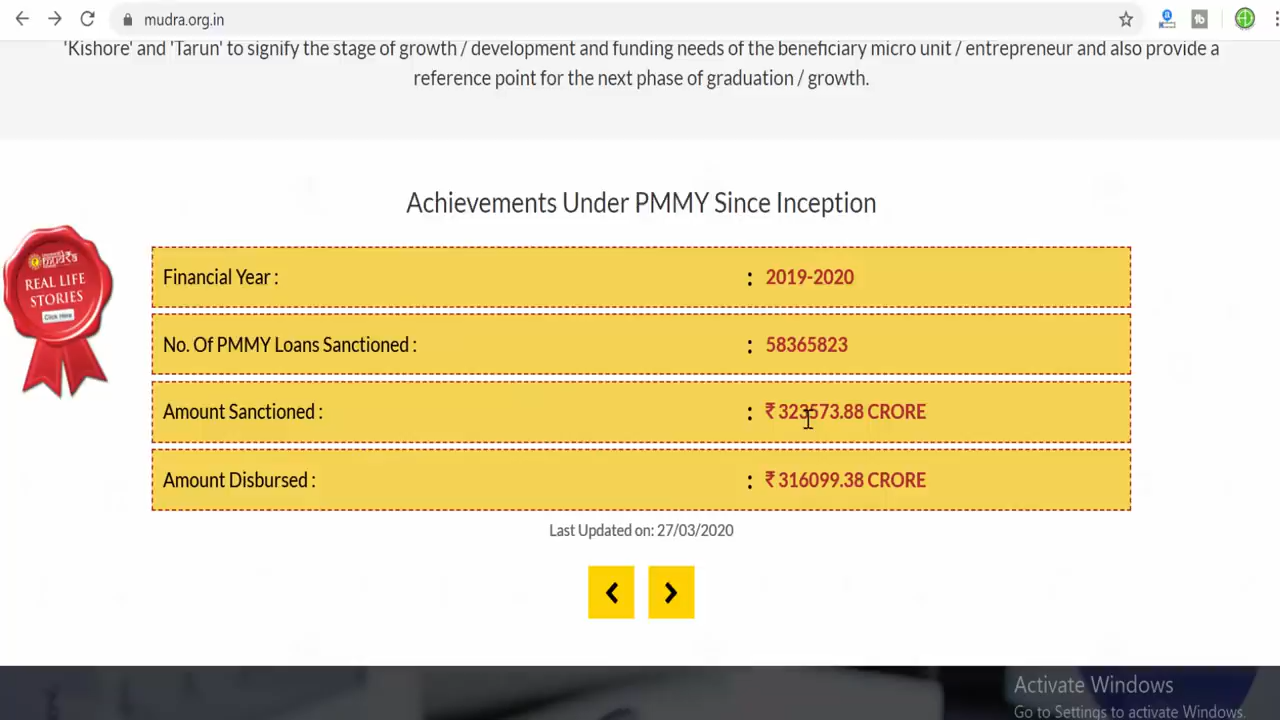 mudra.org.in
'Kishore' and 'Tarun' to signify the stage of growth / development and funding needs of the beneficiary micro unit / entrepreneur and also provide a
reference point for the next phase of graduation / growth.
Achievements Under PMMY Since Inception
REAL LIFE
STORIES
Click Here
Financial Year : : 2019-2020
No. Of PMMY Loans Sanctioned : : 58365823
Amount Sanctioned : : ₹ 323573.88 CRORE
Amount Disbursed : : ₹ 316099.38 CRORE
Last Updated on: 27/03/2020
Activate Windows
Go to Settings to activate Windows.